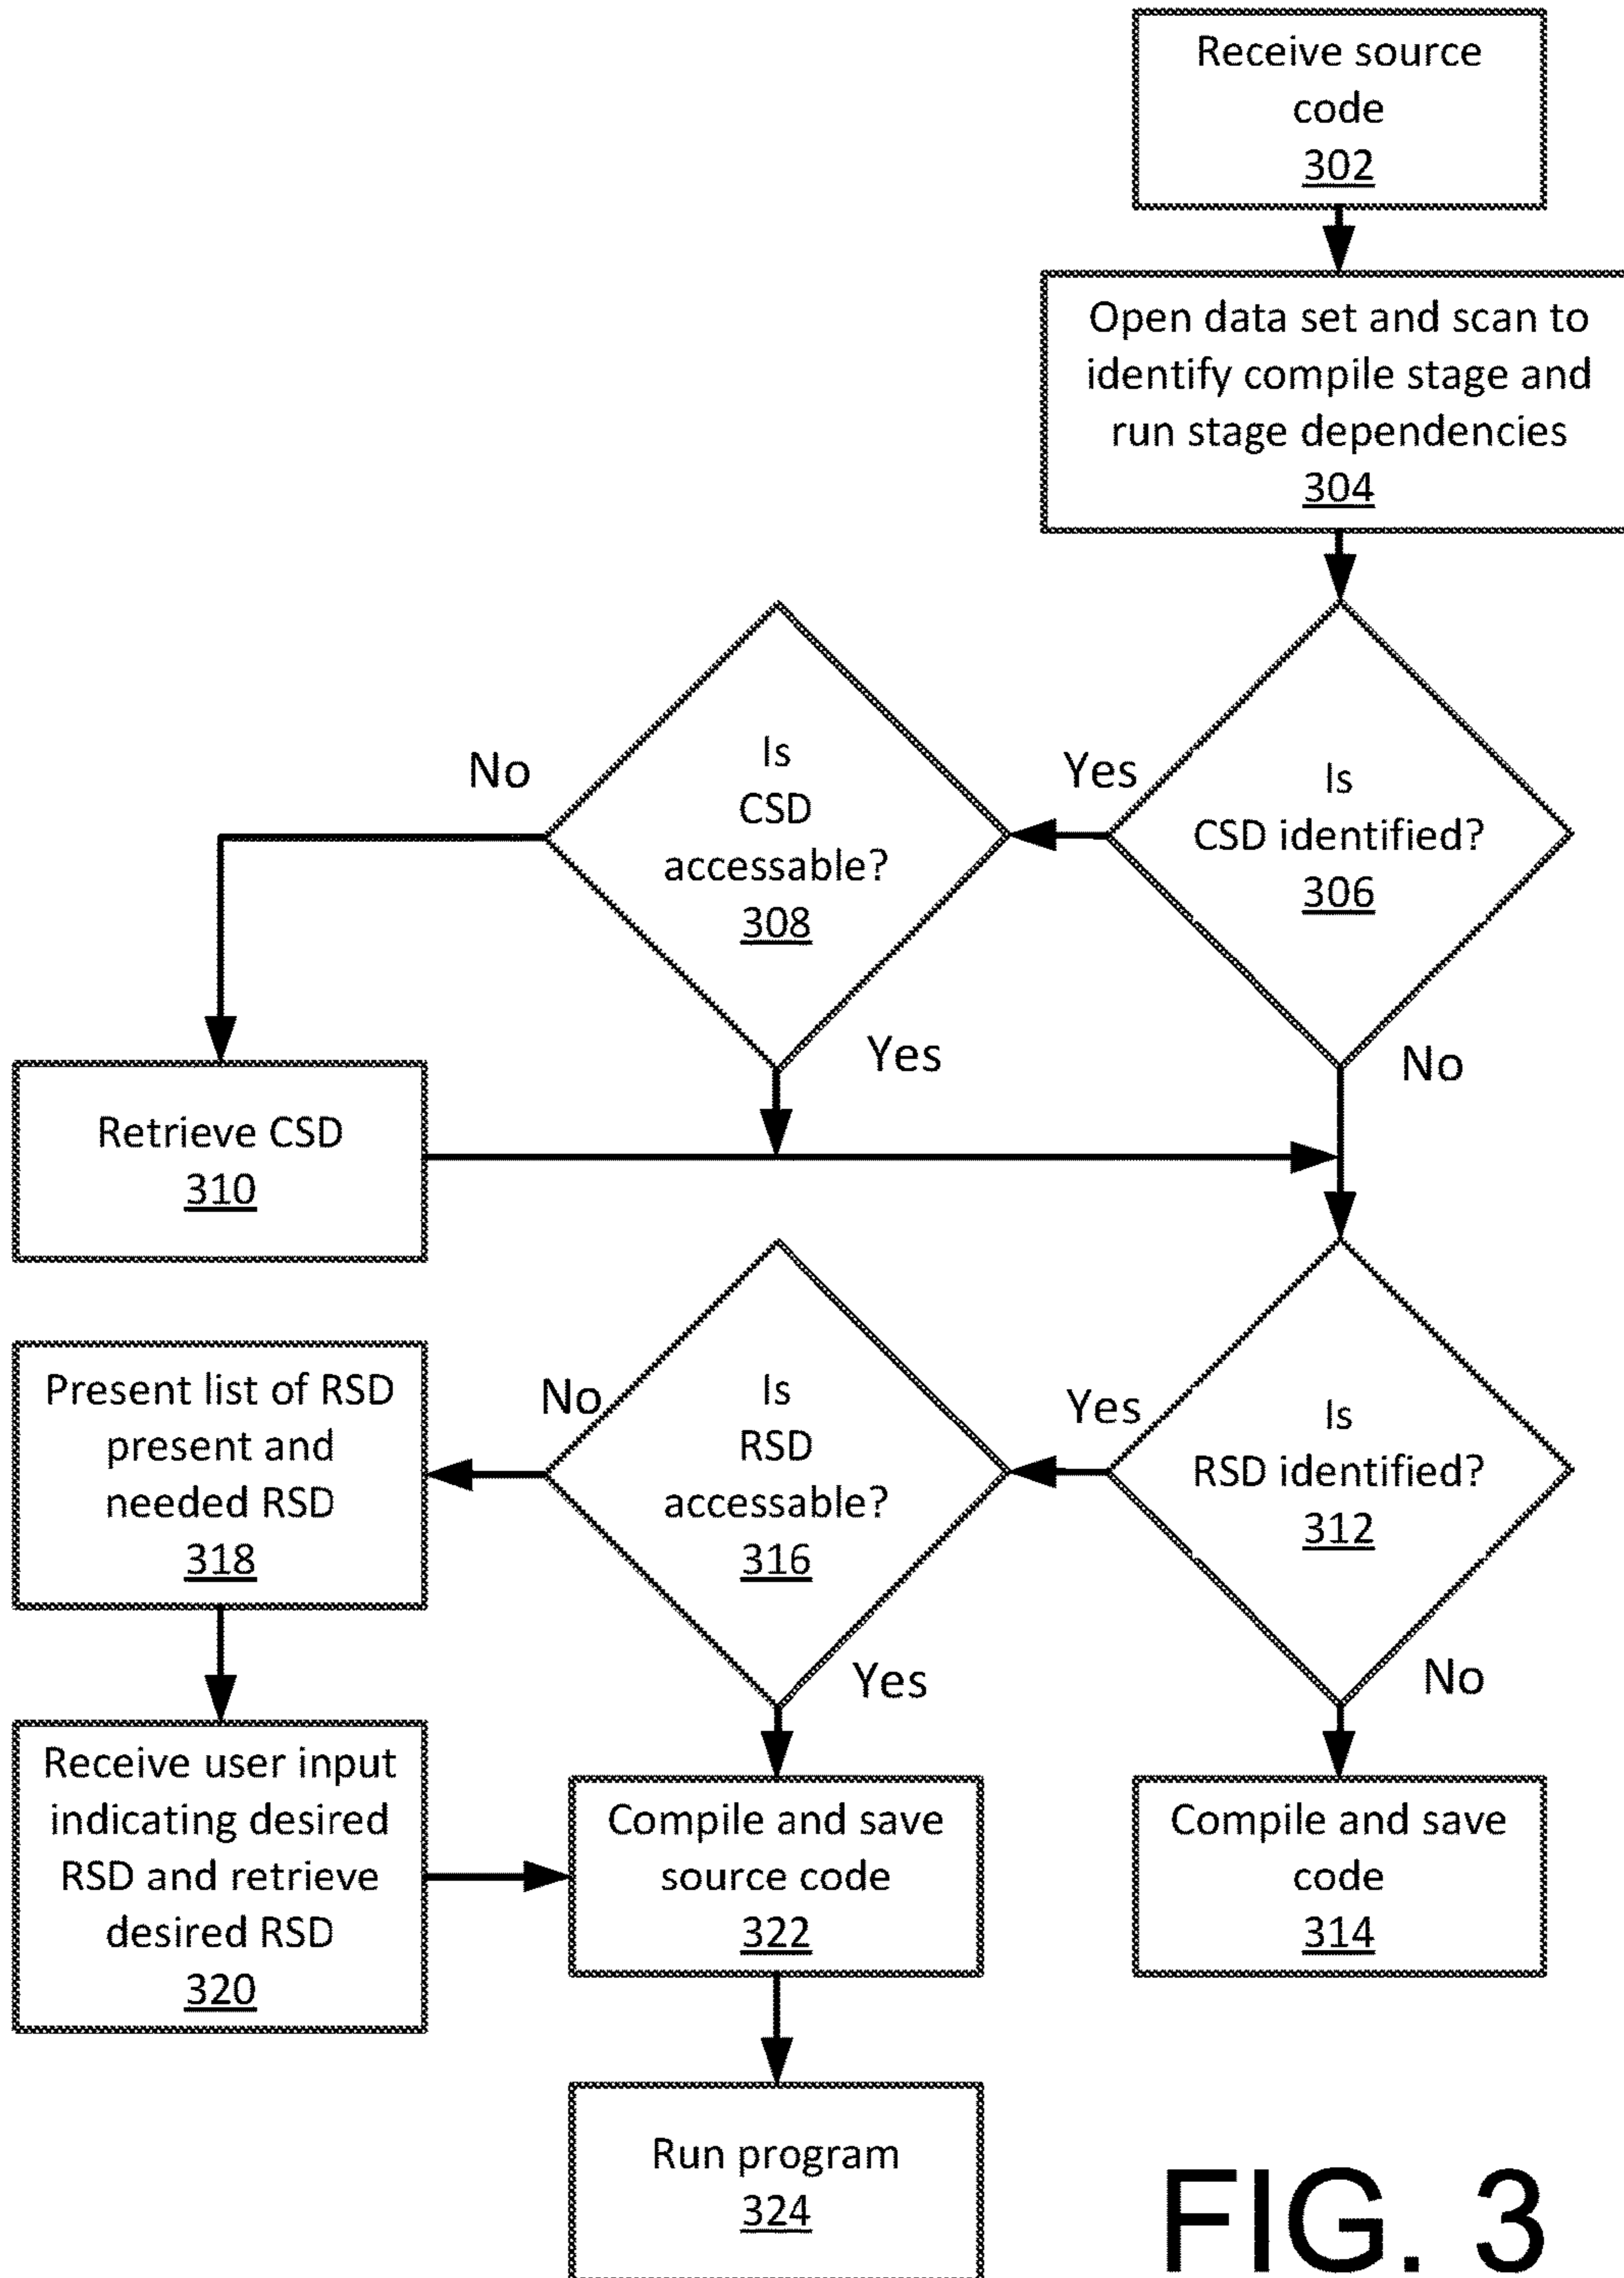 Receive source
code
302
Open data set and scan to
identify compile stage and
run stage dependencies
304
Is
CSD identified?
306
Yes
No
Is
CSD
accessable?
308
No
Yes
Retrieve CSD
310
Is
RSD identified?
312
Yes
No
Is
RSD
accessable?
316
No
Yes
Present list of RSD
present and
needed RSD
318
Receive user input
indicating desired
RSD and retrieve
desired RSD
320
Compile and save
source code
322
Compile and save
code
314
Run program
324
FIG. 3